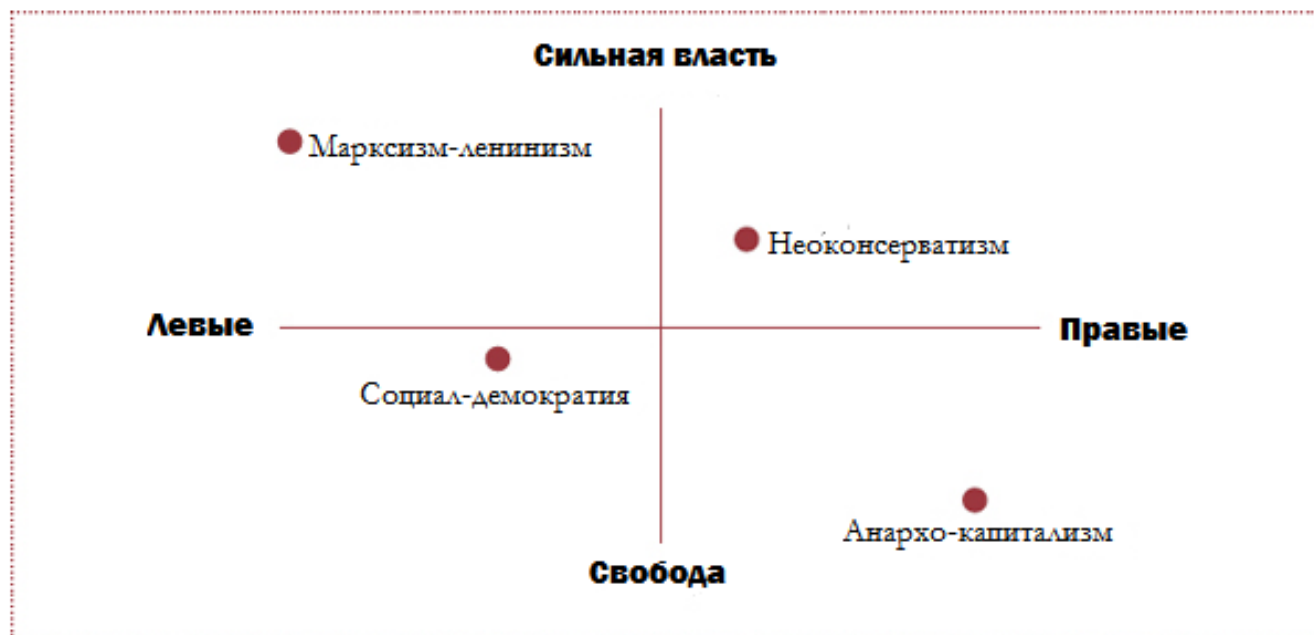 Сильная власть
Марксизм-ленинизм
Неоконсерватизм
Левые
Правые
Социал-демократия
Анархо-капитализм
Свобода